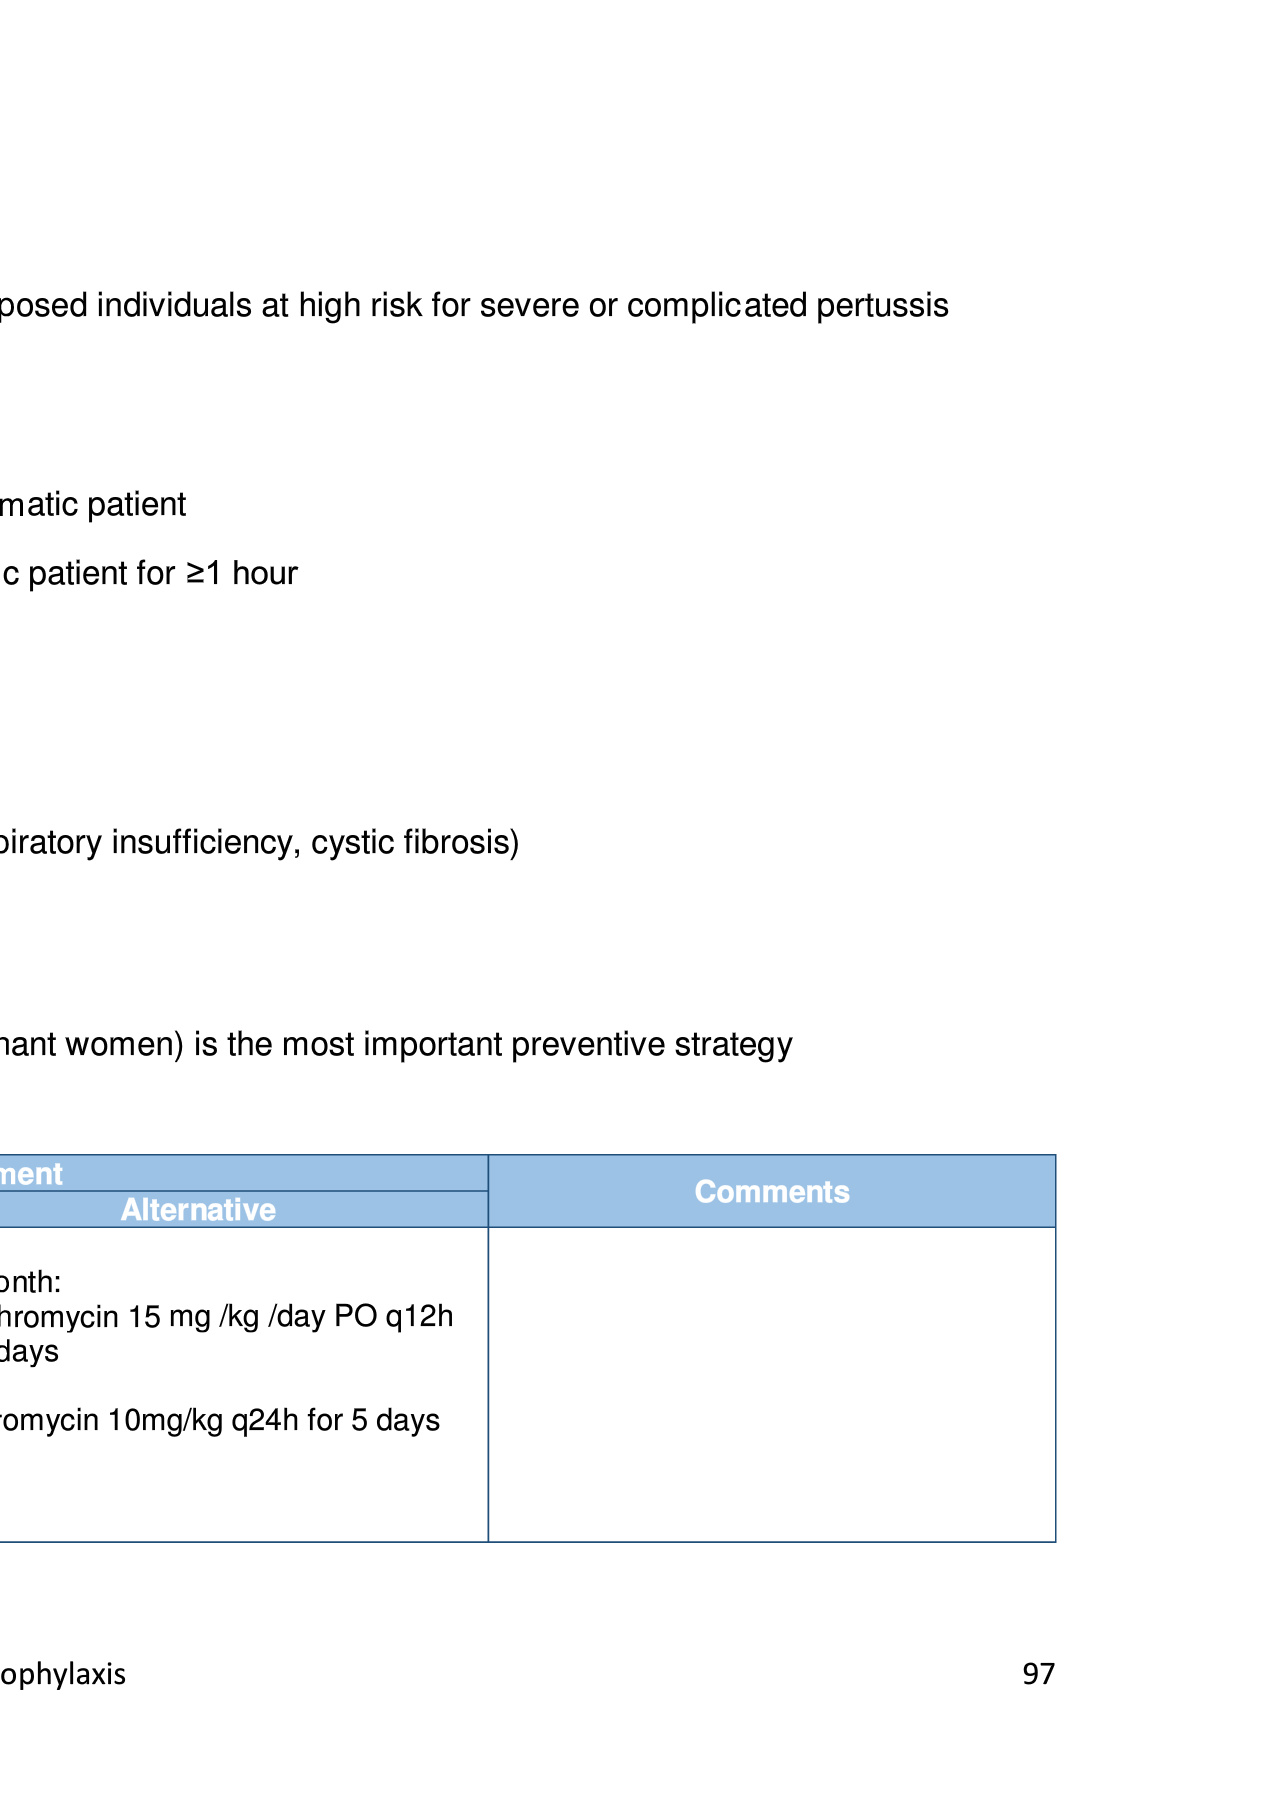 posed individuals at high risk for severe or complicated pertussis
matic patient
c patient for ≥1 hour
piratory insufficiency, cystic fibrosis)
nant women) is the most important preventive strategy
ment
Comments
Alternative
onth:
hromycin 15 mg /kg /day PO q12h
days
romycin 10mg/kg q24h for 5 days
ophylaxis 97